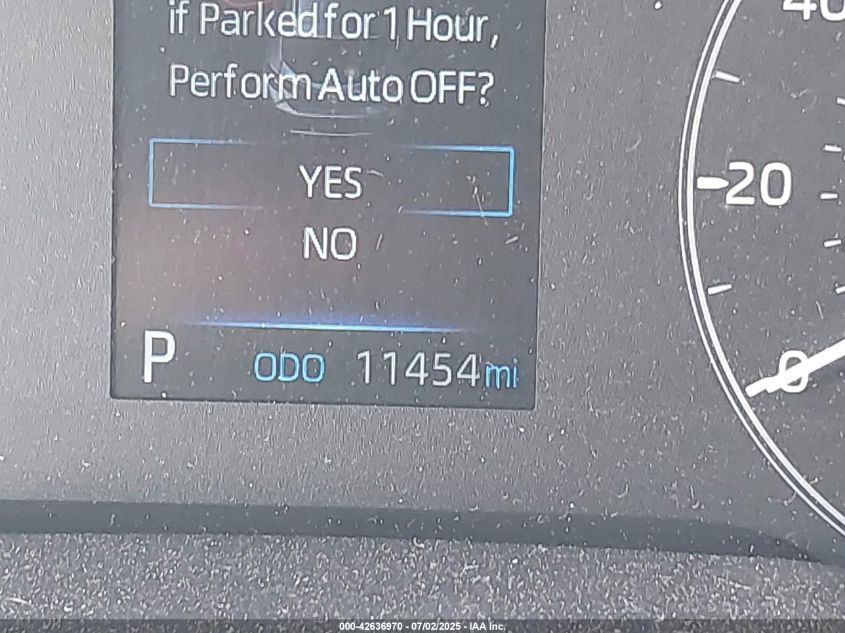 if Parked for 1 Hour,
Perform Auto OFF?
YES
NO
P ODO 11454 mi
40
20
0
000-42636970 - 07/02/2025 - IAA Inc.